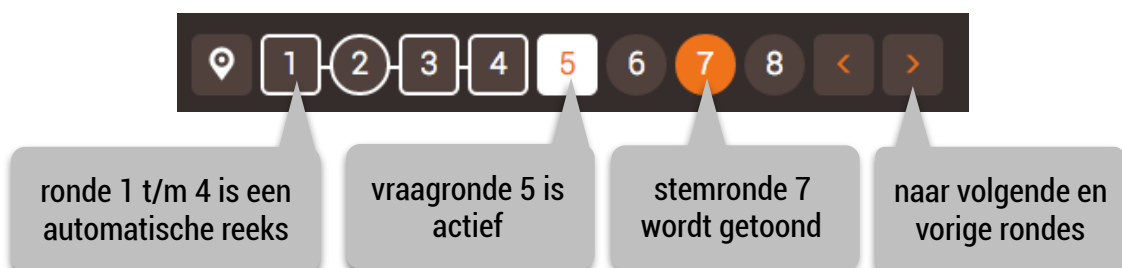 1 2 3 4 5 6 7 8 < >
ronde 1 t/m 4 is een
automatische reeks
vraagronde 5 is
actief
stemronde 7
wordt getoond
naar volgende en
vorige rondes